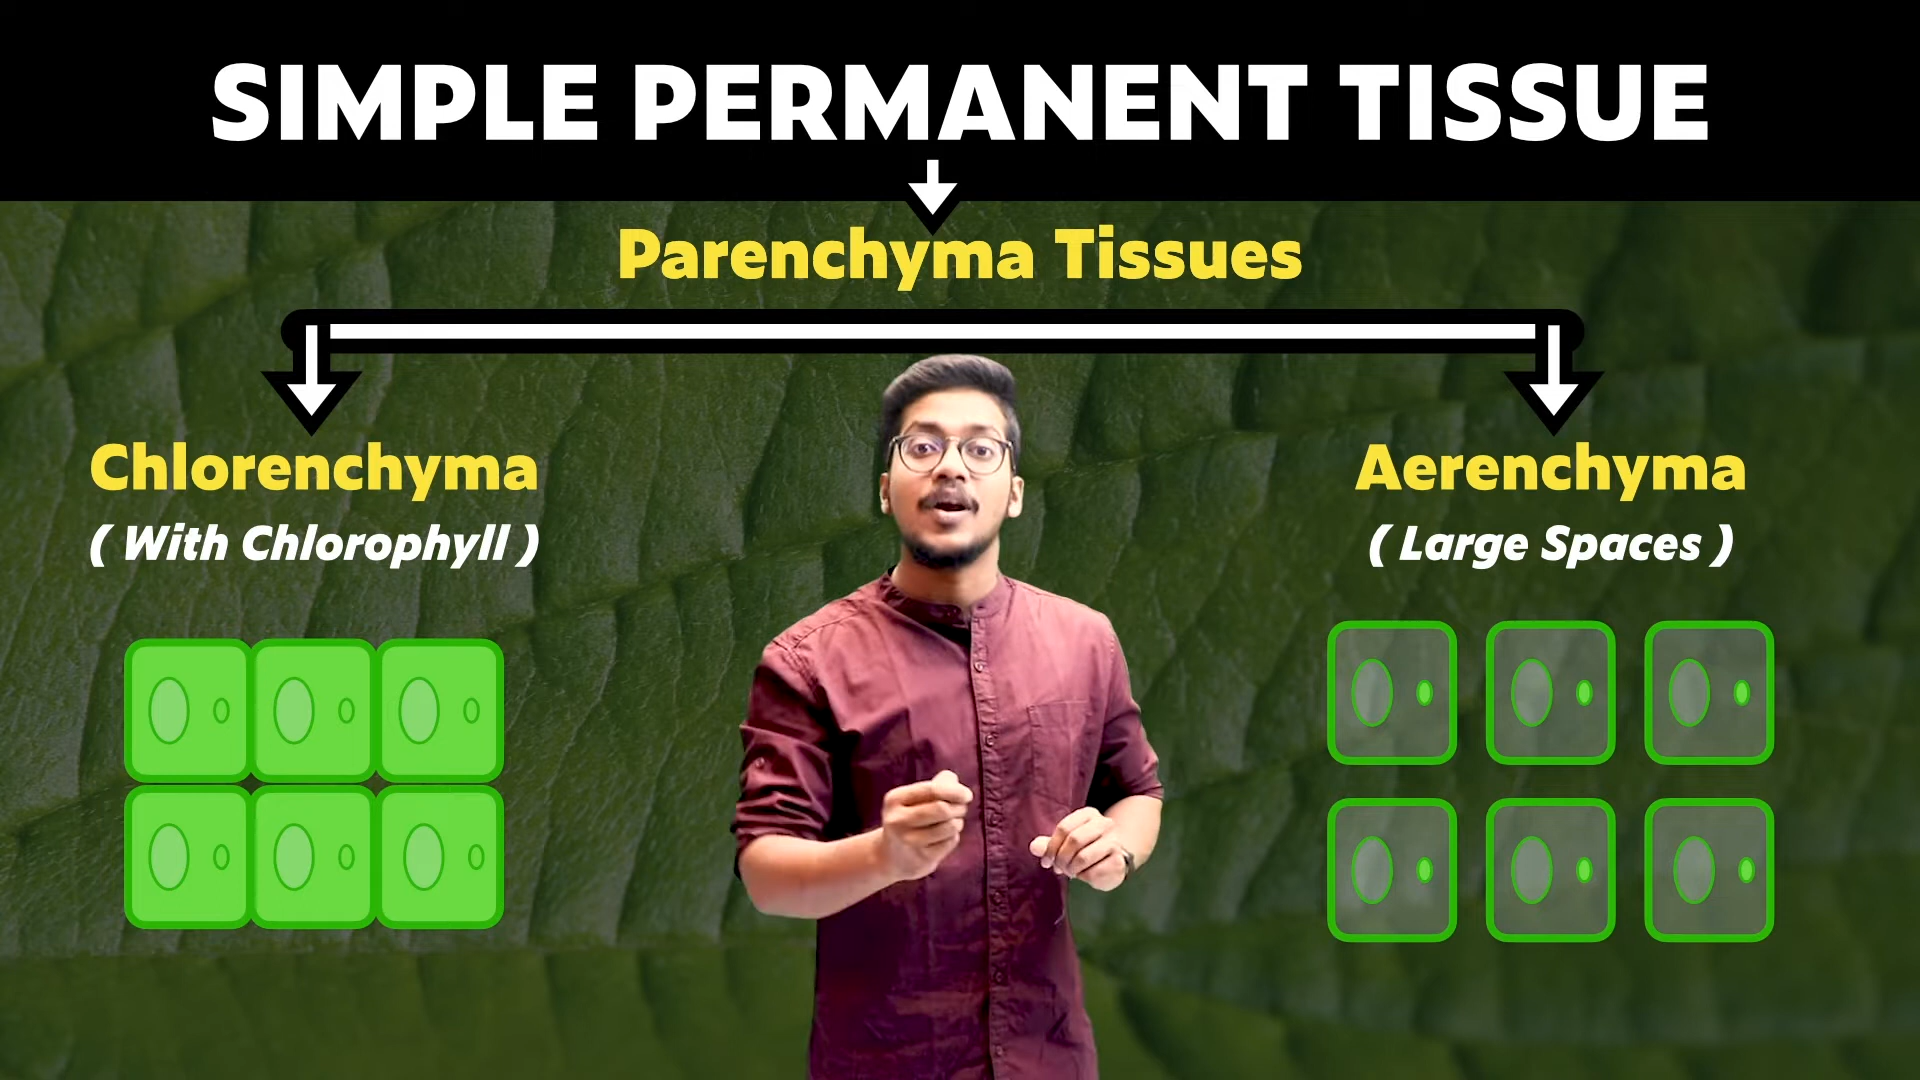 SIMPLE PERMANENT TISSUE
Parenchyma Tissues
Chlorenchyma
( With Chlorophyll )
Aerenchyma
( Large Spaces )